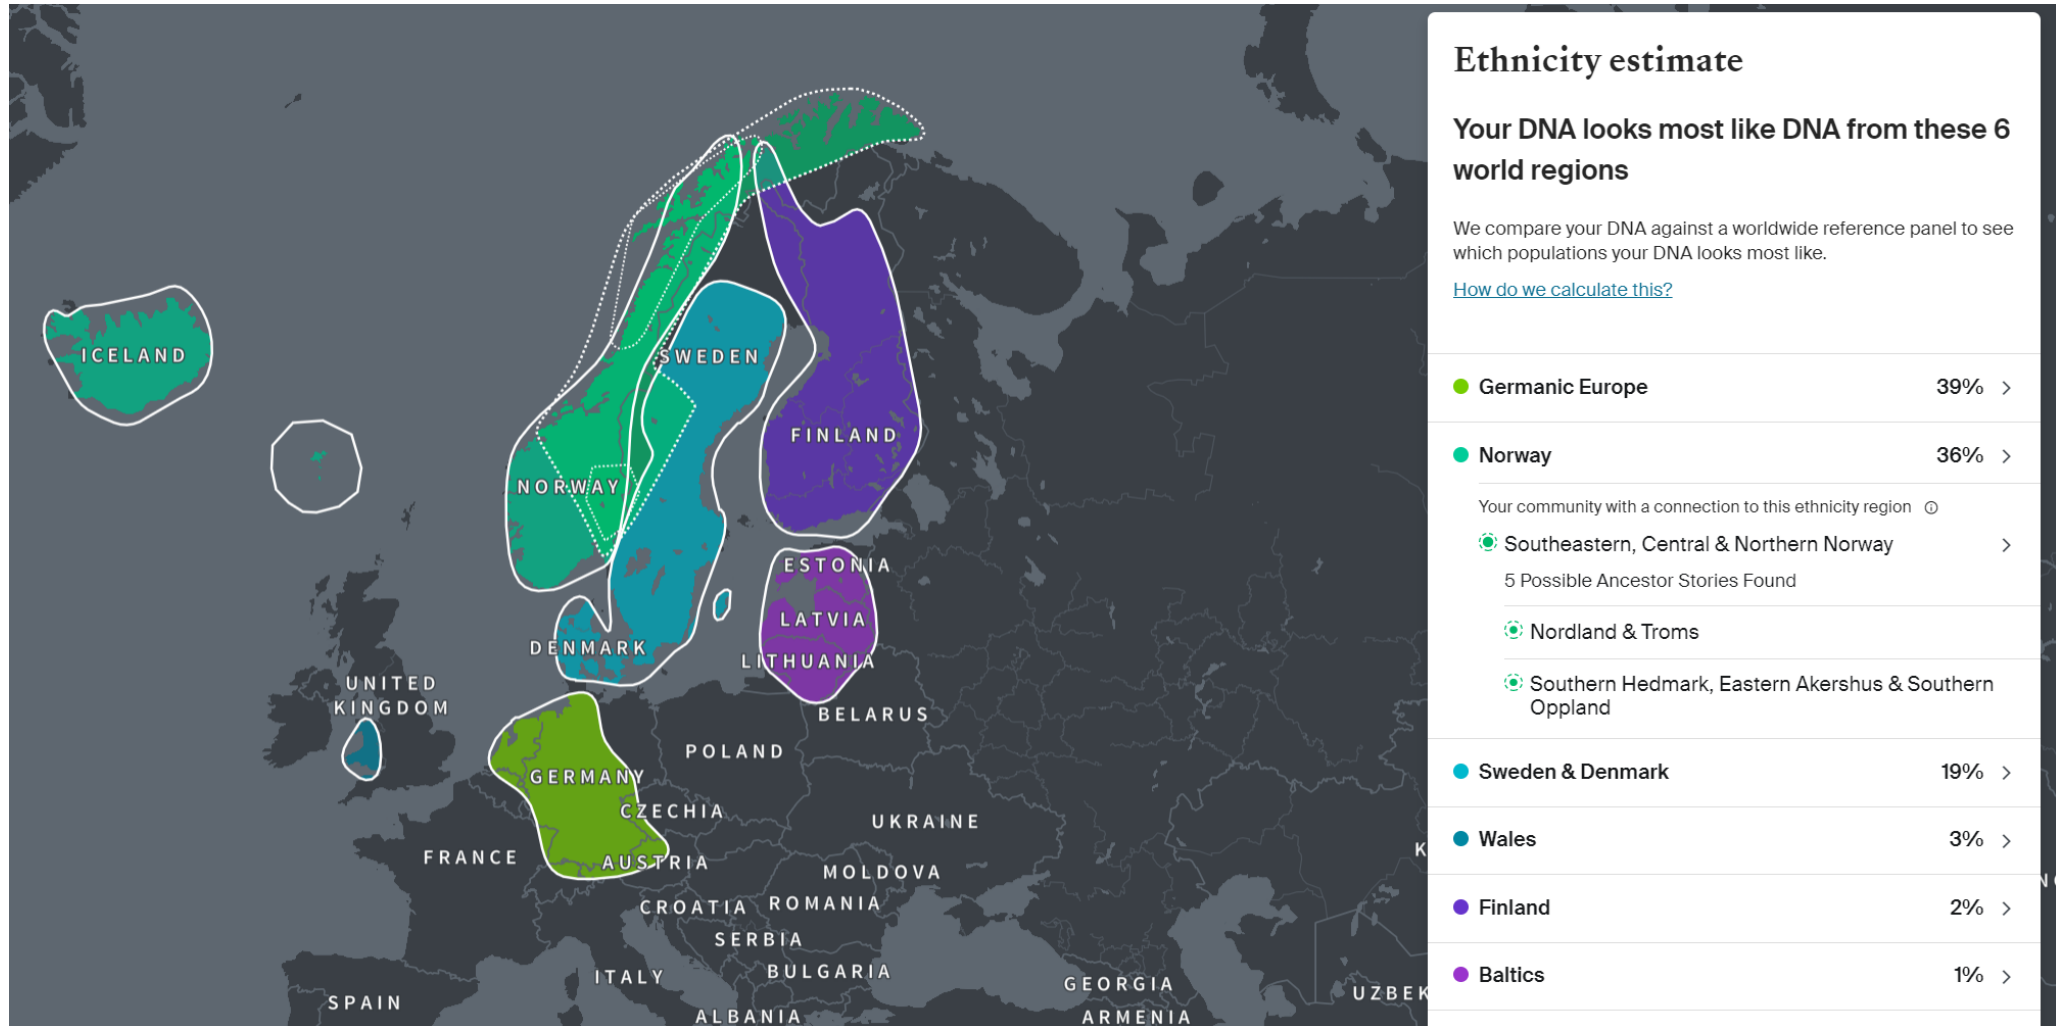 ICELAND
SWEDEN
FINLAND
NORWAY
ESTONIA
LATVIA
DENMARK
LITHUANIA
UNITED
KINGDOM
BELARUS
POLAND
GERMANY
CZECHIA
UKRAINE
FRANCE
AUSTRIA
MOLDOVA
CROATIA
ROMANIA
SERBIA
ITALY
BULGARIA
GEORGIA
SPAIN
UZBEK
ALBANIA
ARMENIA
K
Ethnicity estimate
Your DNA looks most like DNA from these 6
world regions
We compare your DNA against a worldwide reference panel to see
which populations your DNA looks most like.
How do we calculate this?
Germanic Europe 39%
Norway 36%
Your community with a connection to this ethnicity region
Southeastern, Central & Northern Norway
5 Possible Ancestor Stories Found
Nordland & Troms
Southern Hedmark, Eastern Akershus & Southern
Oppland
Sweden & Denmark 19%
Wales 3%
Finland 2%
Baltics 1%